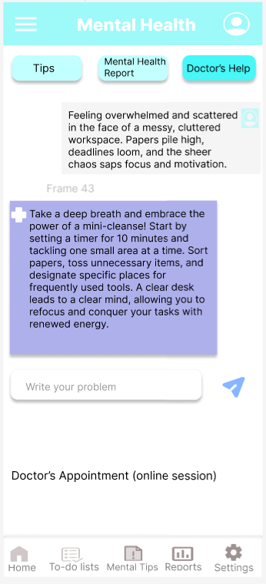 Mental Health
Tips
Mental Health
Report
Doctor's Help
Feeling overwhelmed and scattered
in the face of a messy, cluttered
workspace. Papers pile high,
deadlines loom, and the sheer
chaos saps focus and motivation.
Frame 43
Take a deep breath and embrace the
power of a mini-cleanse! Start by
setting a timer for 10 minutes and
tackling one small area at a time. Sort
papers, toss unnecessary items, and
designate specific places for
frequently used tools. A clear desk
leads to a clear mind, allowing you to
refocus and conquer your tasks with
renewed energy.
Write your problem
Doctor's Appointment (online session)
Home
To-do lists
Mental Tips
Reports
Settings